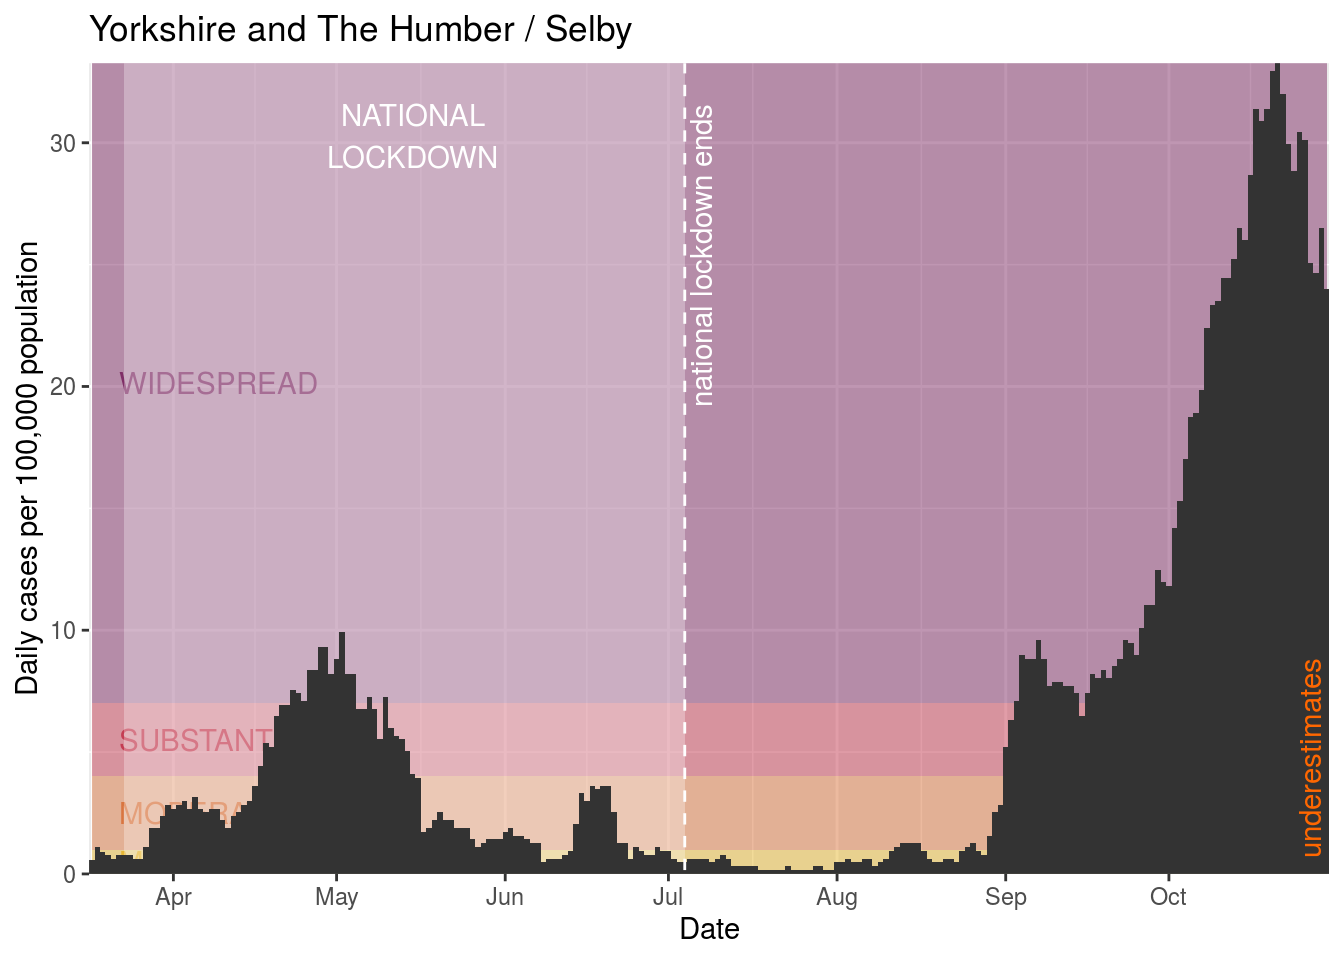 Yorkshire and The Humber / Selby
Daily cases per 100,000 population
30
20
10
0
NATIONAL
LOCKDOWN
national lockdown ends
WIDESPREAD
SUBSTANT
MODERA
underestimates
Apr
May
Jun
Jul
Aug
Sep
Oct
Date